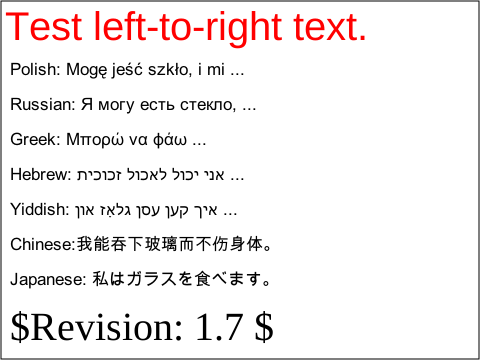 Test left-to-right text.
Polish: Mogę jeść szkło, i mi ...
Russian: Я могу есть стекло, ...
Greek: Μπορώ να φάω ...
Hebrew: אני יכול לאכול זכוכית ...
Yiddish: איך קען עסן גלאָז און ...
Chinese:我能吞下玻璃而不伤身体。
Japanese: 私はガラスを食べます。
$Revision: 1.7 $